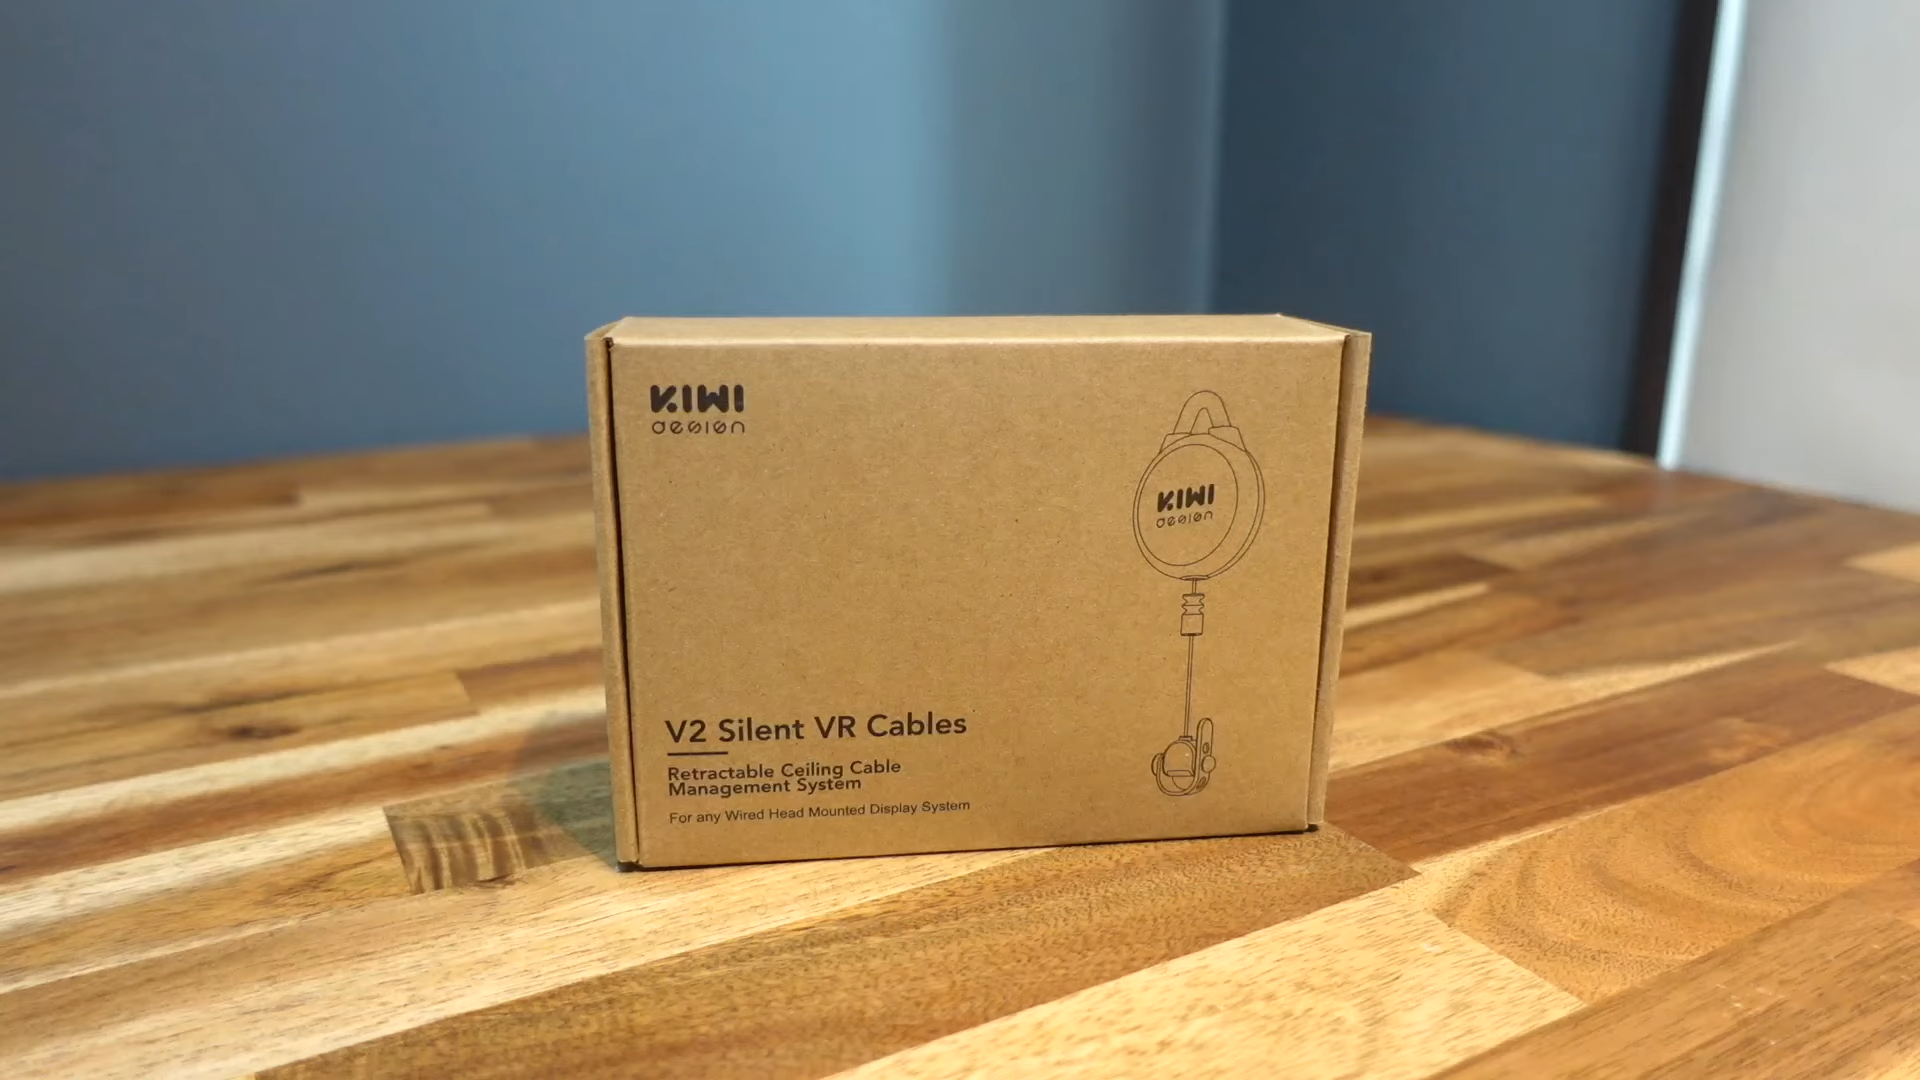 KIWI
design
KIWI
design
V2 Silent VR Cables
Retractable Ceiling Cable
Management System
For any Wired Head Mounted Display System